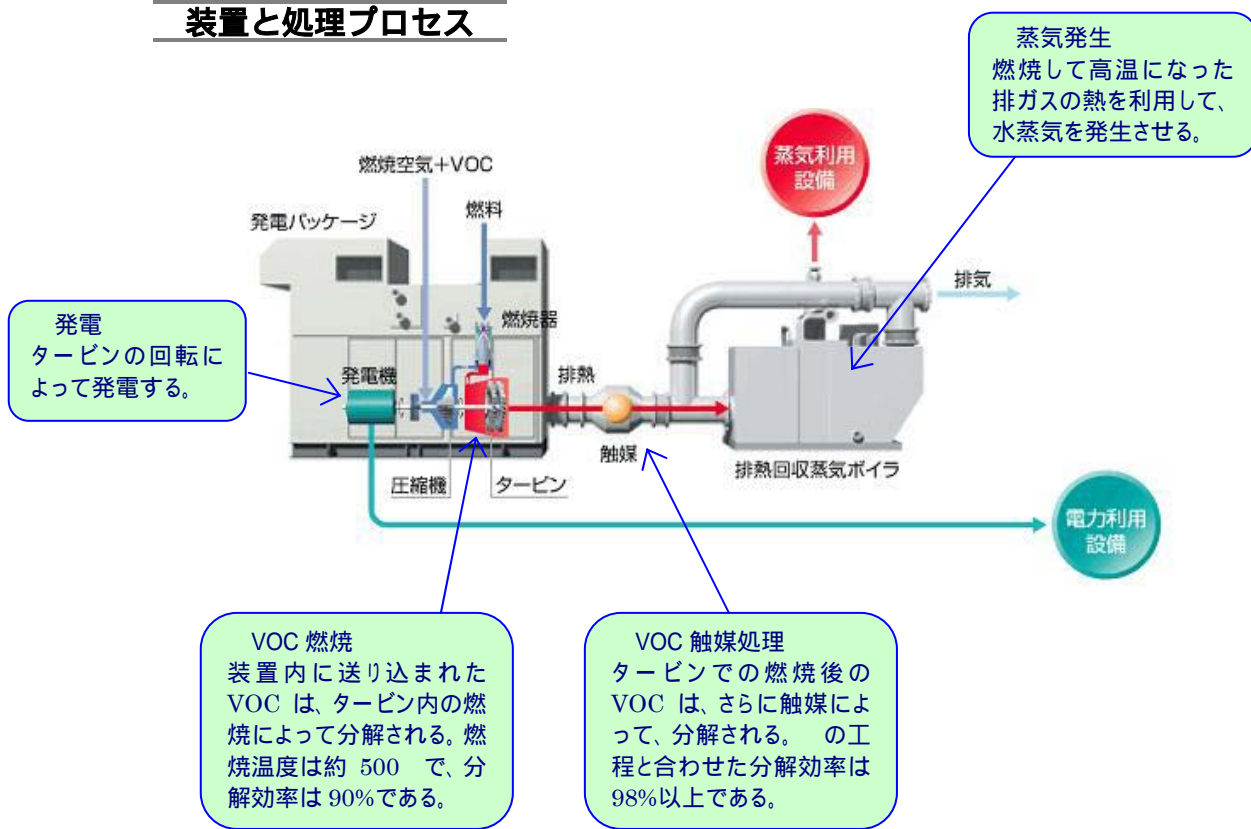 装置と処理プロセス
蒸気発生
燃焼して高温になった
排ガスの熱を利用して、
水蒸気を発生させる。
蒸気利用
設備
燃焼空気+VOC
燃料
発電パッケージ
排気
発電
タービンの回転に
よって発電する。
燃焼器
発電機
排熱
触媒
排熱回収蒸気ボイラ
圧縮機
タービン
電力利用
設備
VOC 燃焼
装置内に送り込まれた
VOC は、タービン内の燃
焼によって分解される。燃
焼温度は約 500　で、分
解効率は 90%である。
VOC 触媒処理
タービンでの燃焼後の
VOC は、さらに触媒によ
って、分解される。　の工
程と合わせた分解効率は
98%以上である。